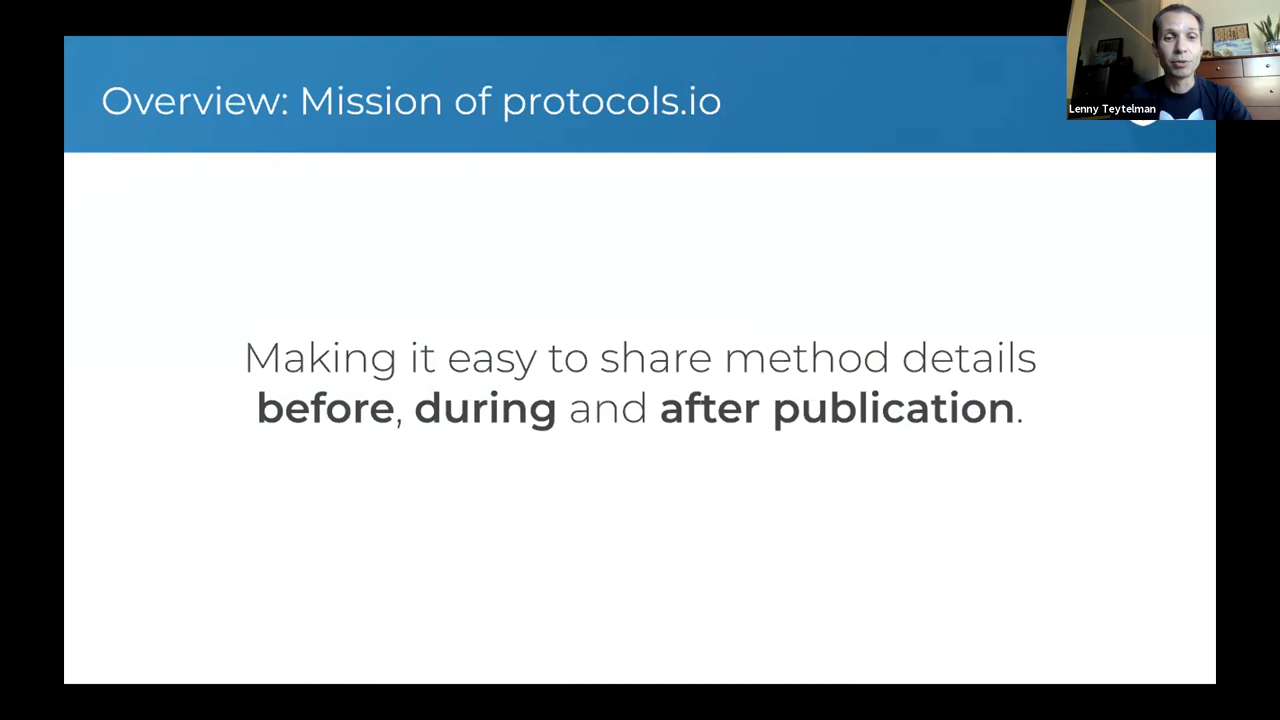 Overview: Mission of protocols.io
Lenny Teytelman
Making it easy to share method details
before, during and after publication.